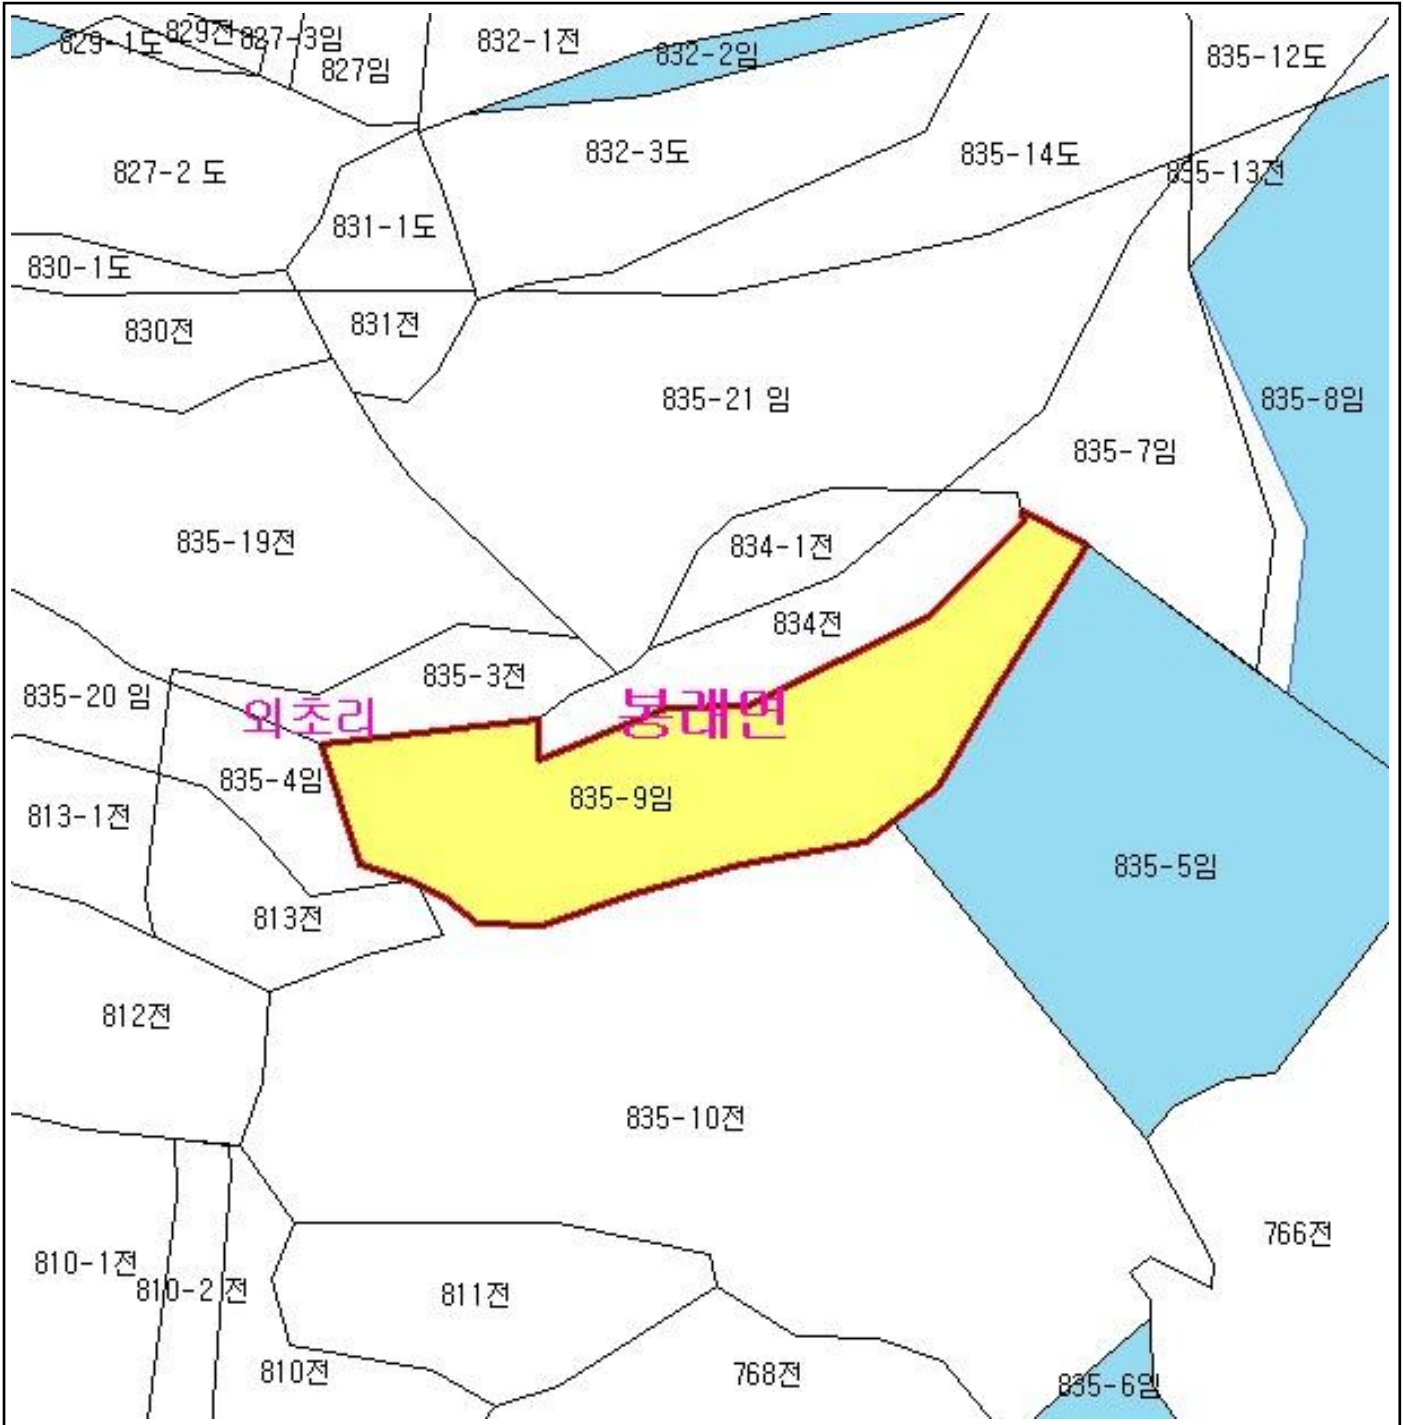 829-1도
829전
827-3임
827임
832-1전
832-2임
835-12도
827-2 도
832-3도
835-14도
835-13전
831-1도
830-1도
830전
831전
835-21 임
835-8임
835-7임
835-19전
834-1전
834전
835-3전
835-20 임
외초리
봉래면
835-4임
835-9임
813-1전
835-5임
813전
812전
835-10전
766전
810-1전
810-2 전
811전
810전
768전
835-6임